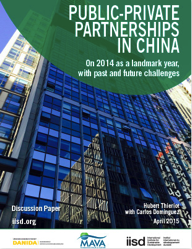 PUBLIC-PRIVATE
PARTNERSHIPS
IN CHINA
On 2014 as a landmark year,
with past and future challenges
Discussion Paper
iisd.org
Hubert Thieriot
with Carlos Dominguez
April 2015
DANIDA
MAVA
iisd